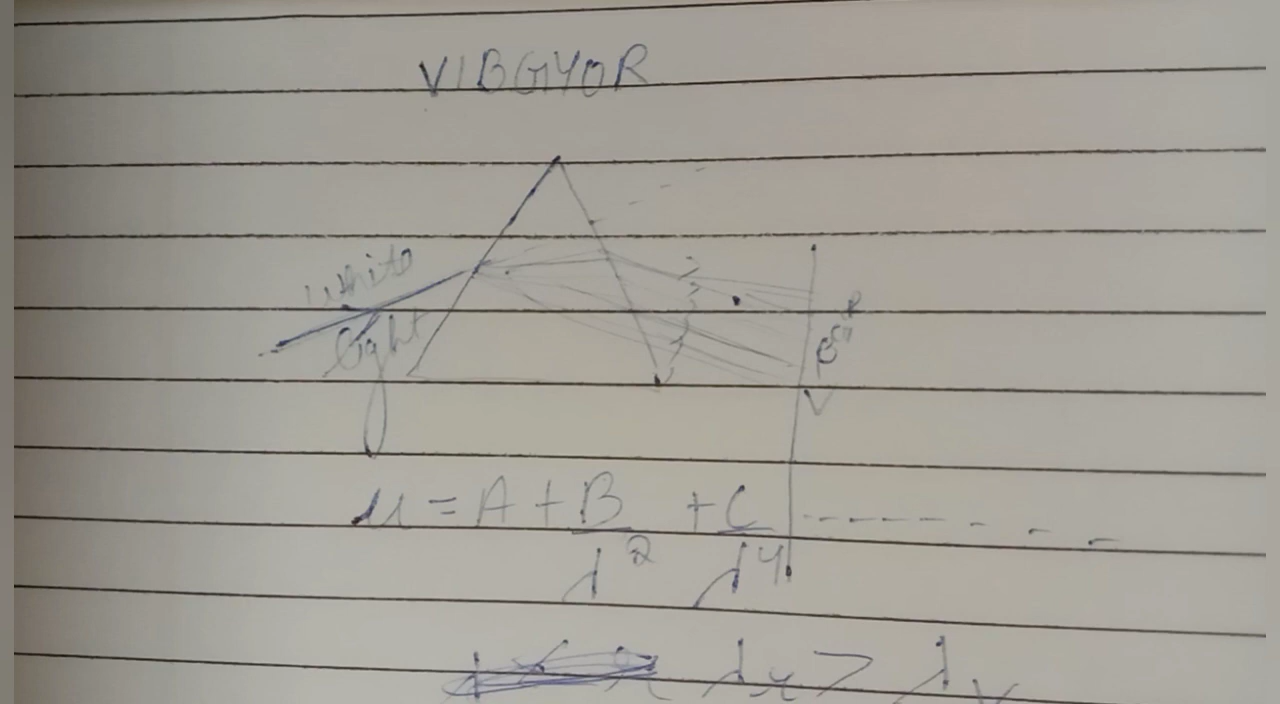 VIBGYOR
White
light
R
G
B
V
μ = A + B/λ² + C/λ⁴ --------
λr > λv